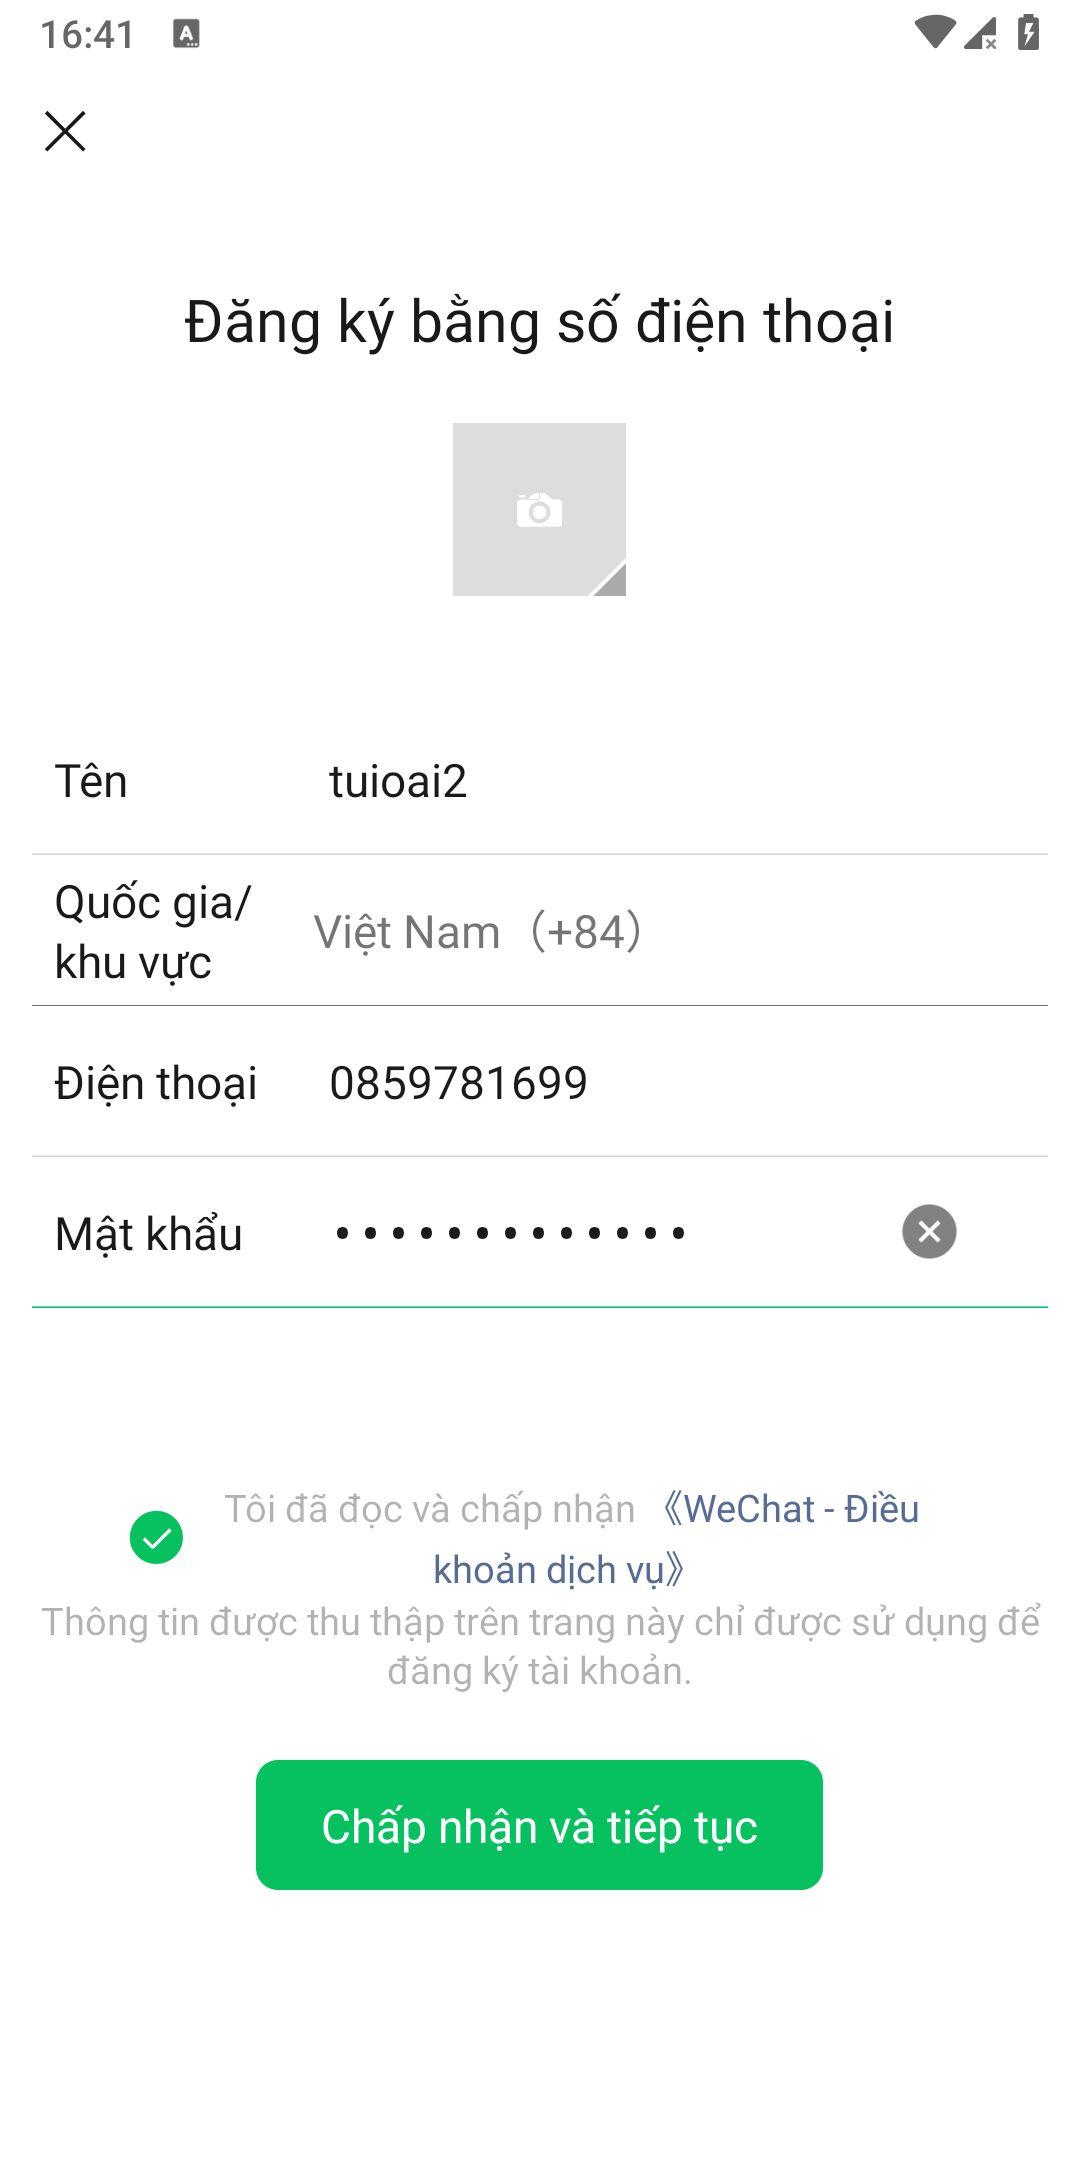 16:41
Đăng ký bằng số điện thoại
Tên tuioai2
Quốc gia/
khu vực Việt Nam（+84）
Điện thoại 0859781699
Mật khẩu •••••••••••••
Tôi đã đọc và chấp nhận 《WeChat - Điều
khoản dịch vụ》
Thông tin được thu thập trên trang này chỉ được sử dụng để
đăng ký tài khoản.
Chấp nhận và tiếp tục